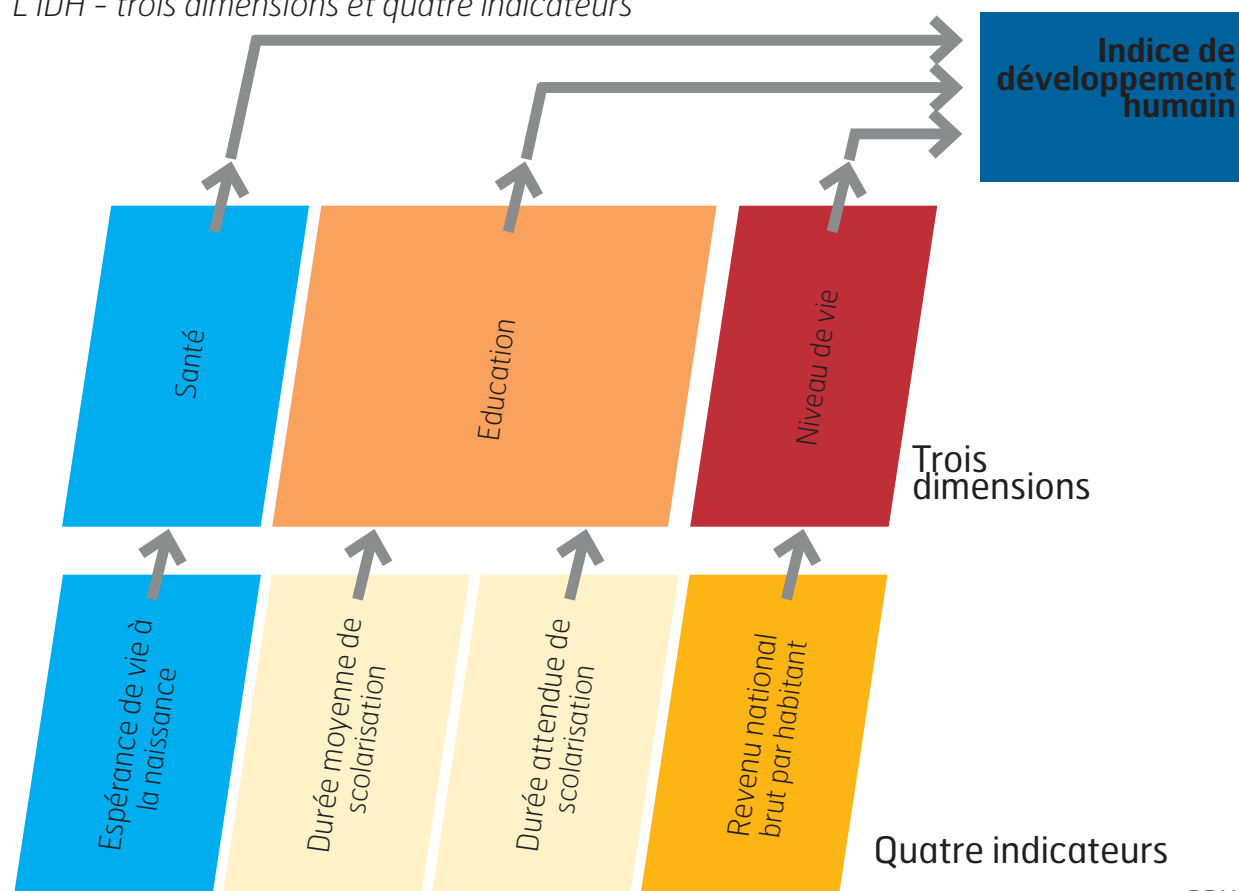 L'IDH – trois dimensions et quatre indicateurs
Indice de
développement
humain
Santé
Education
Niveau de vie
Trois
dimensions
Espérance de vie à
la naissance
Durée moyenne de
scolarisation
Durée attendue de
scolarisation
Revenu national
brut par habitant
Quatre indicateurs